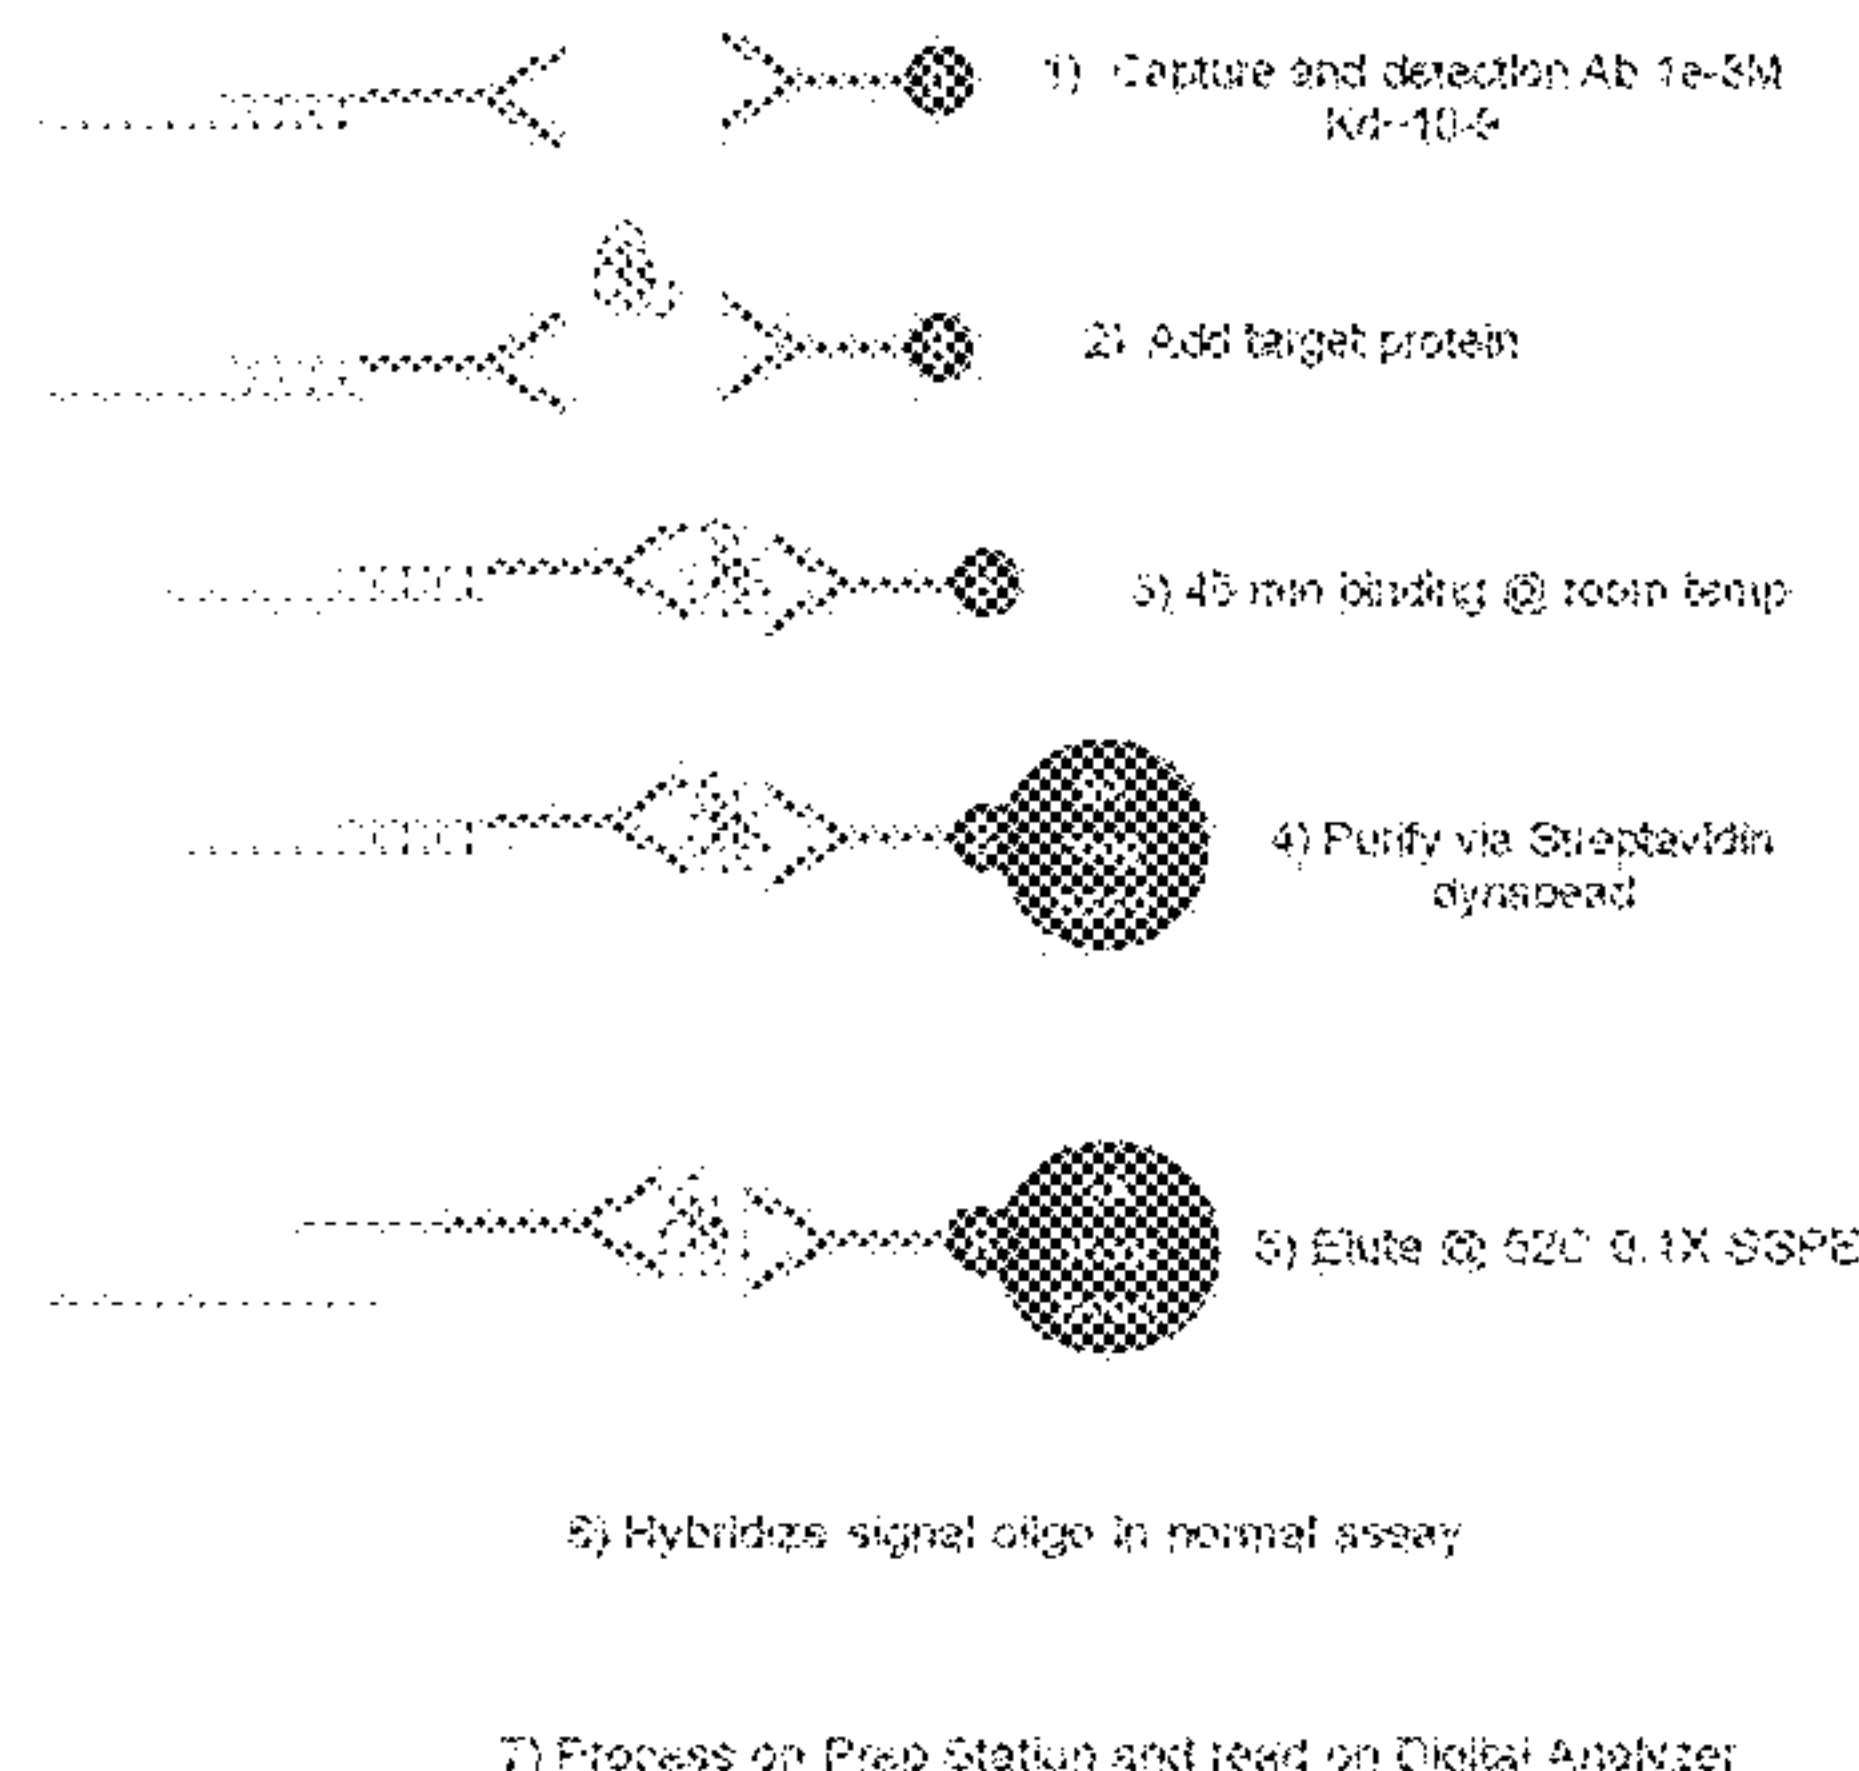 1) Capture and detection Ab 1e-8M
Kd~10-9
2) Add target protein
3) 45 min binding @ room temp
4) Purify via Streptavidin
dynabead
5) Elute @ 52C 0.1X SSPE
6) Hybridize signal oligo in normal assay
7) Process on Prep Station and read on Digital Analyzer